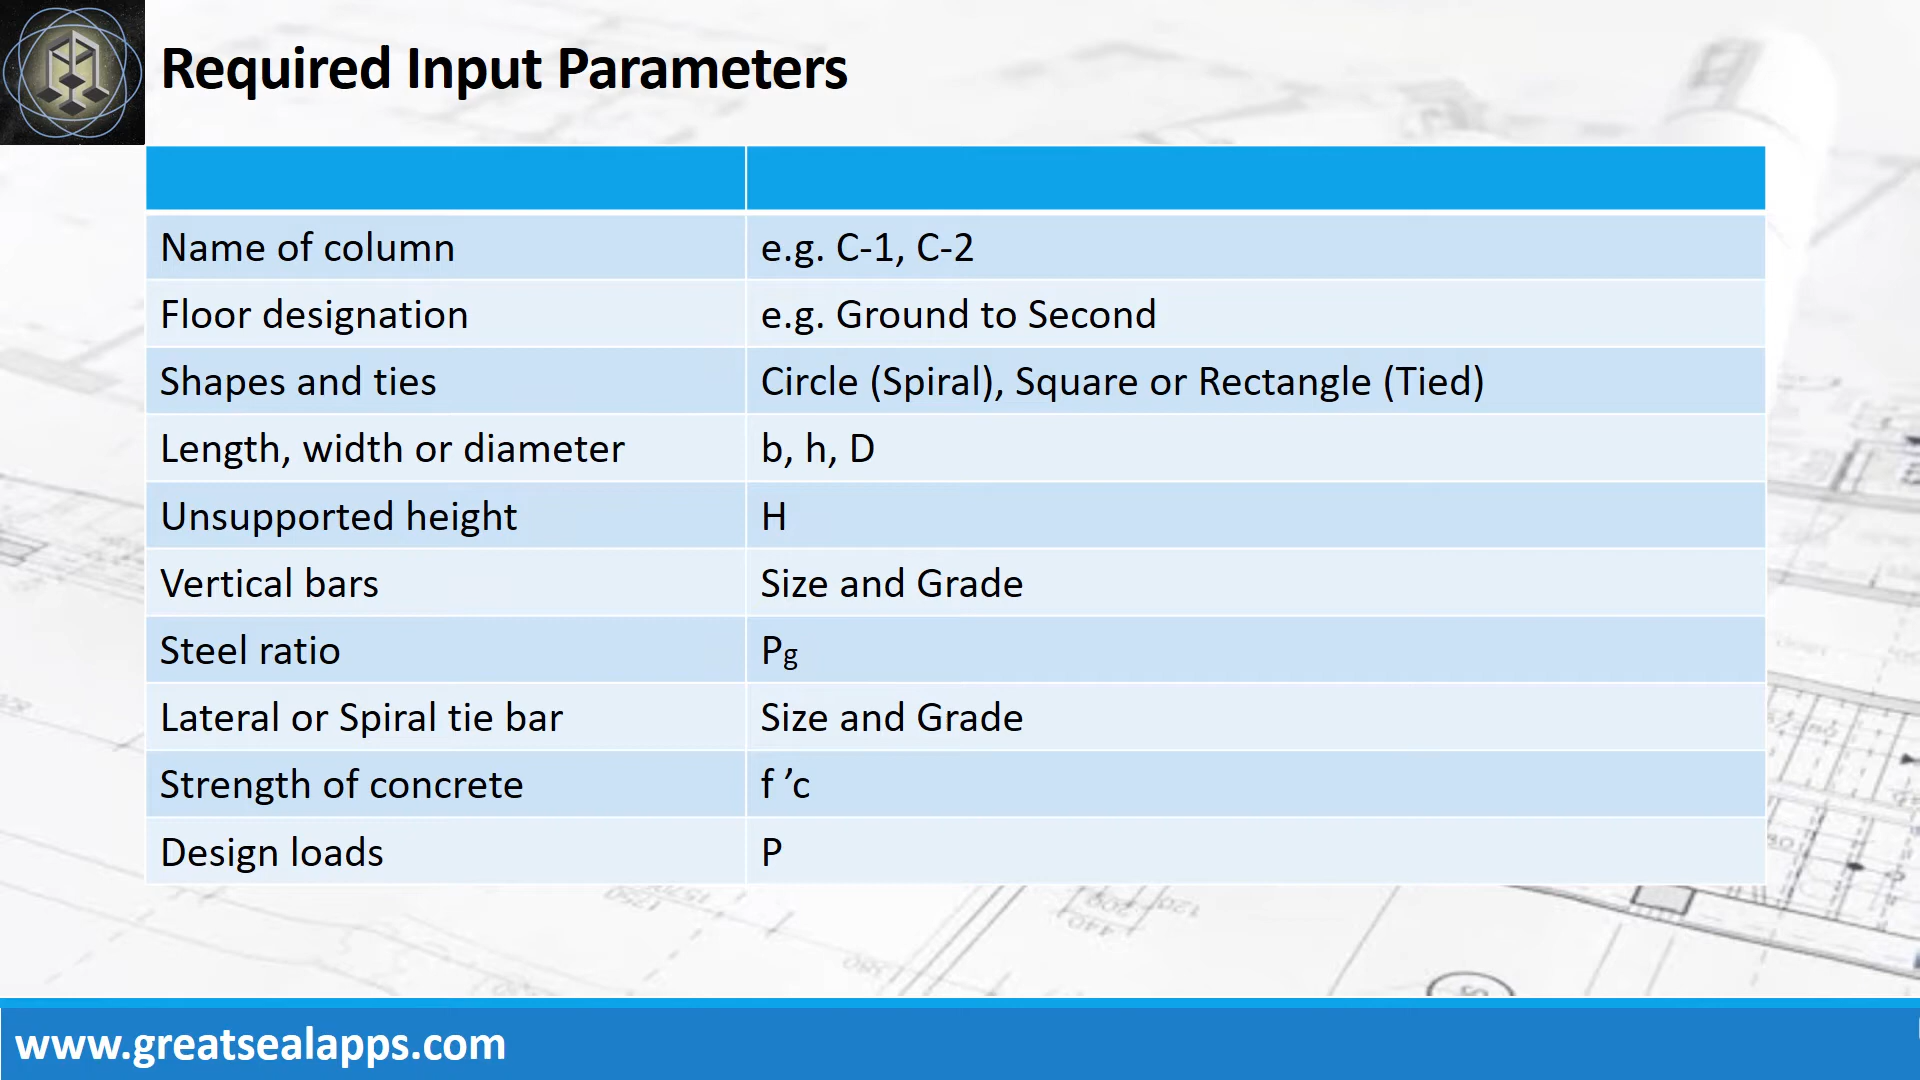 Required Input Parameters
Name of column e.g. C-1, C-2
Floor designation e.g. Ground to Second
Shapes and ties Circle (Spiral), Square or Rectangle (Tied)
Length, width or diameter b, h, D
Unsupported height H
Vertical bars Size and Grade
Steel ratio Pg
Lateral or Spiral tie bar Size and Grade
Strength of concrete f ’c
Design loads P
www.greatsealapps.com